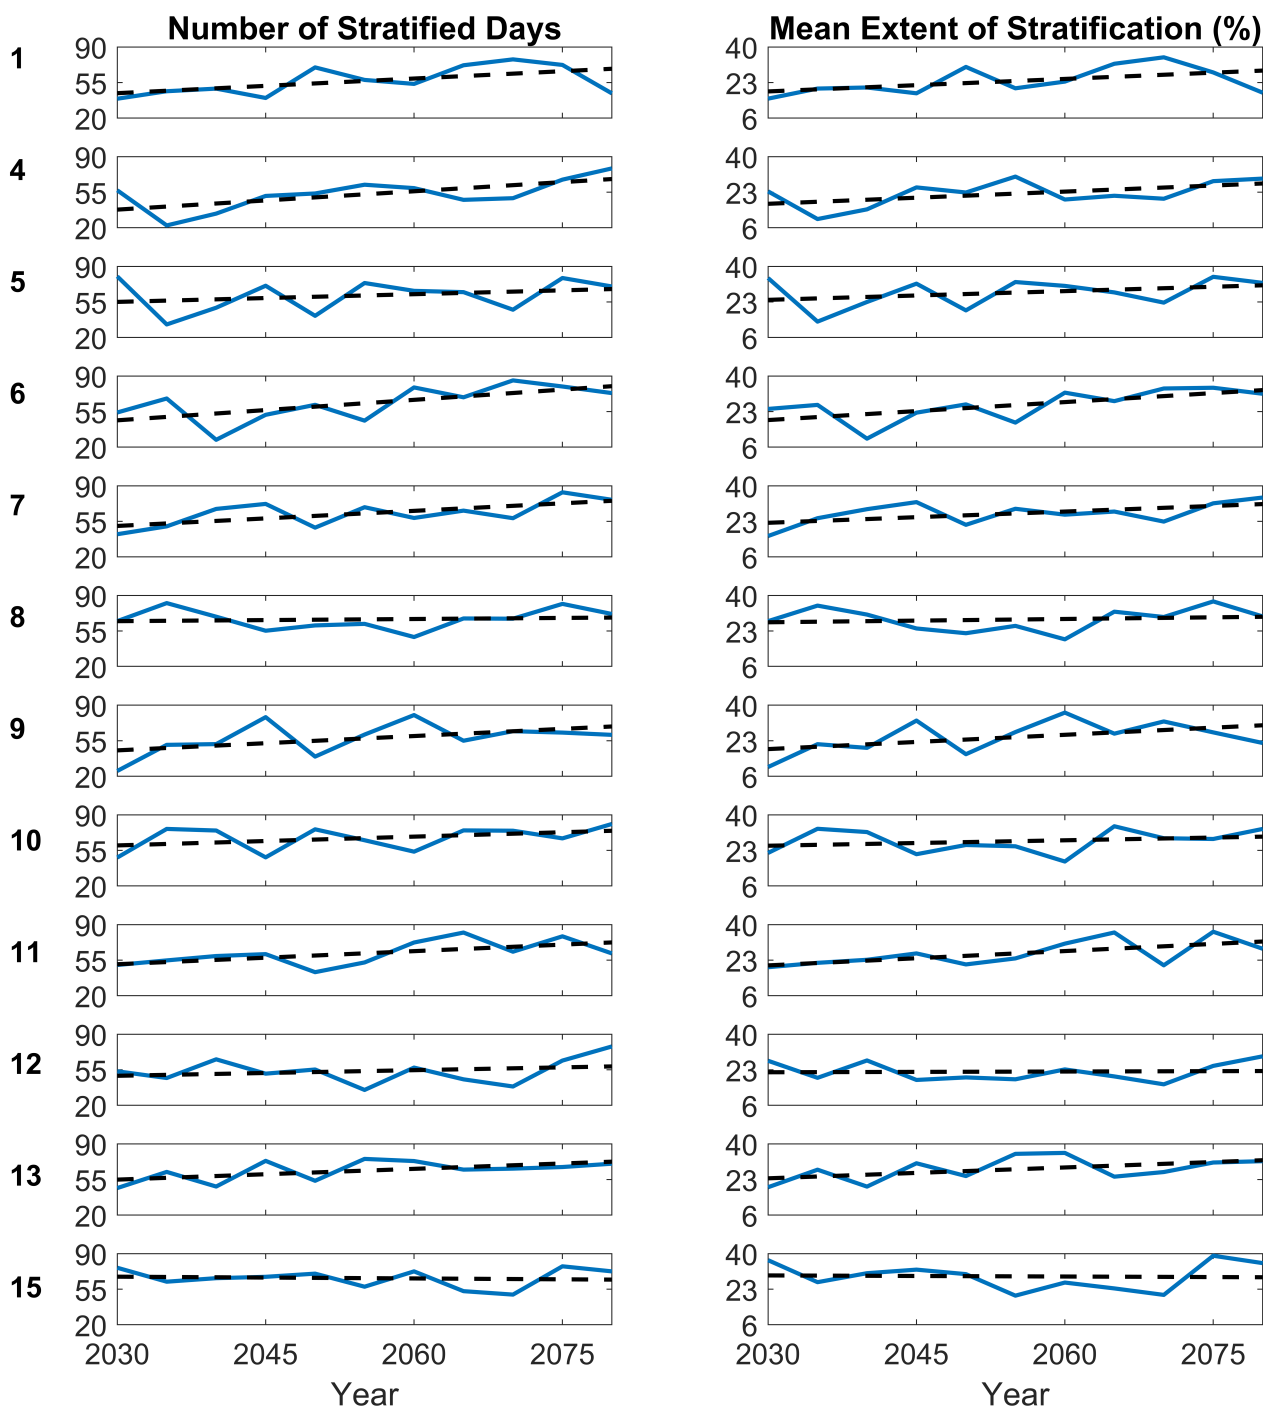 Number of Stratified Days Mean Extent of Stratification (%)
1 90 55 20 40 23 6
4 90 55 20 40 23 6
5 90 55 20 40 23 6
6 90 55 20 40 23 6
7 90 55 20 40 23 6
8 90 55 20 40 23 6
9 90 55 20 40 23 6
10 90 55 20 40 23 6
11 90 55 20 40 23 6
12 90 55 20 40 23 6
13 90 55 20 40 23 6
15 90 55 20 40 23 6
2030 2045 2060 2075 2030 2045 2060 2075
Year Year